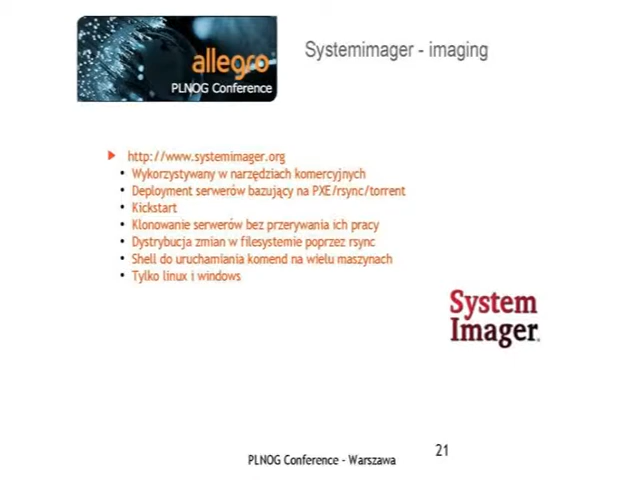 allegro
PLNOG Conference
Systemimager - imaging
http://www.systemimager.org
• Wykorzystywany w narzędziach komercyjnych
• Deployment serwerów bazujący na PXE/rsync/torrent
• Kickstart
• Klonowanie serwerów bez przerywania ich pracy
• Dystrybucja zmian w filesystemie poprzez rsync
• Shell do uruchamiania komend na wielu maszynach
• Tylko linux i windows
System
Imager
PLNOG Conference - Warszawa
21